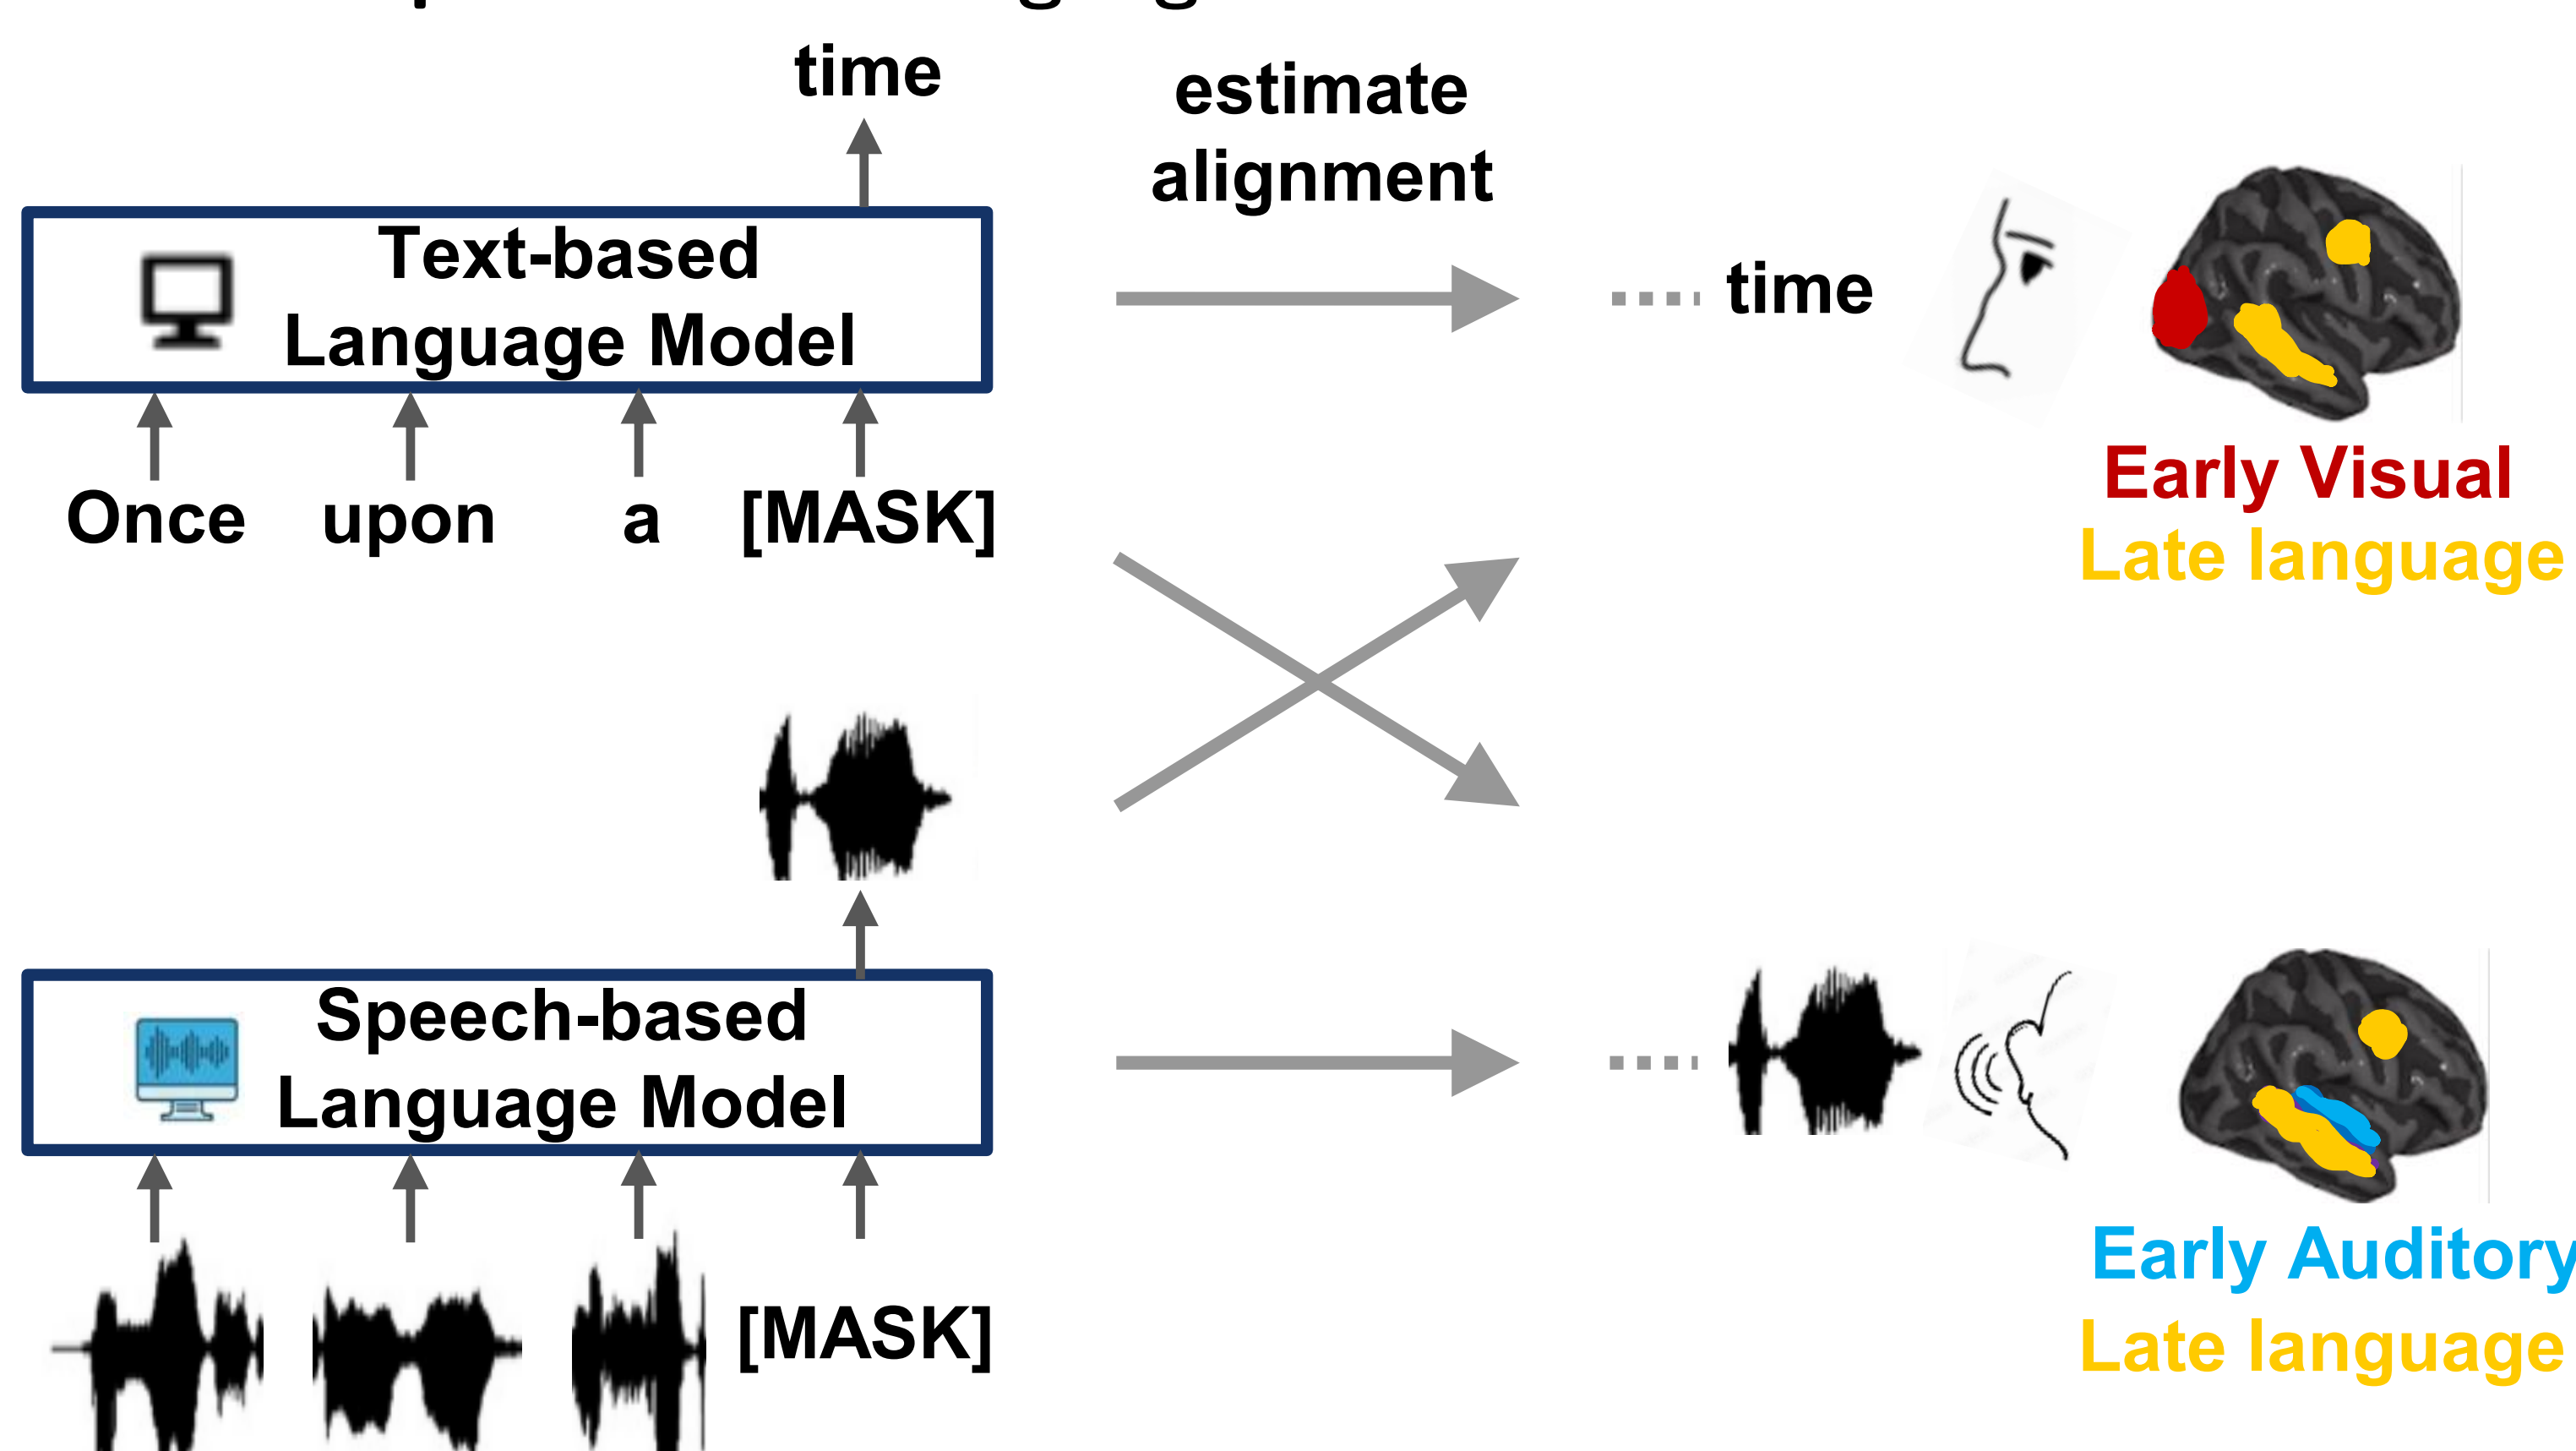 time
estimate
alignment
Text-based
Language Model
time
Once upon a [MASK]
Early Visual
Late language
Speech-based
Language Model
[MASK]
Early Auditory
Late language